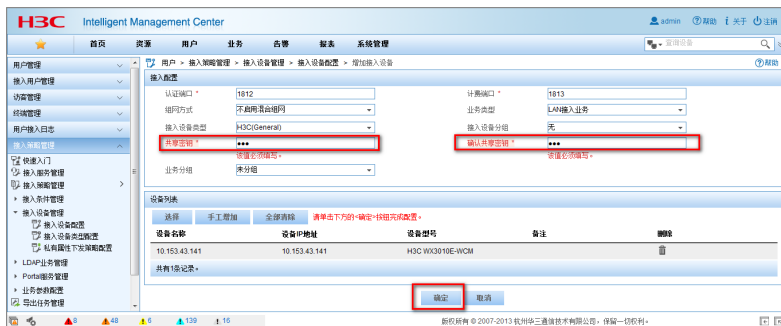 H3C Intelligent Management Center admin 帮助 关于 注销
首页 资源 用户 业务 告警 报表 系统管理 查询设备
用户管理
接入用户管理
访客管理
终端管理
用户接入日志
接入策略管理
快速入门
接入服务管理
接入策略管理
接入条件管理
接入设备管理
接入设备配置
接入设备类型配置
私有属性下发策略配置
LDAP业务管理
Portal服务管理
业务参数配置
导出任务管理
用户 > 接入策略管理 > 接入设备管理 > 接入设备配置 > 增加接入设备 帮助
接入配置
认证端口 * 1812 计费端口 * 1813
组网方式 不启用混合组网 业务类型 LAN接入业务
接入设备类型 H3C(General) 接入设备分组 无
共享密钥 * ●●● 确认共享密钥 * ●●●
该值必须填写。 该值必须填写。
业务分组 未分组
设备列表
选择 手工增加 全部清除 请单击下方的<确定>按钮完成配置。
设备名称 设备IP地址 设备型号 备注 删除
10.153.43.141 10.153.43.141 H3C WX3010E-WCM
共有1条记录。
确定 取消
8 48 6 139 16 版权所有 © 2007-2013 杭州华三通信技术有限公司，保留一切权利。